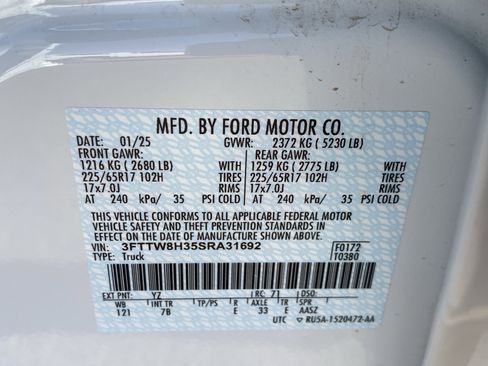 MFD. BY FORD MOTOR CO.
DATE: 01/25 GVWR: 2372 KG ( 5230 LB)
FRONT GAWR: REAR GAWR:
1216 KG ( 2680 LB) WITH 1259 KG ( 2775 LB) WITH
225/65R17 102H TIRES 225/65R17 102H TIRES
17x7.0J RIMS 17x7.0J RIMS
AT 240 kPa/ 35 PSI COLD AT 240 kPa/ 35 PSI COLD
THIS VEHICLE CONFORMS TO ALL APPLICABLE FEDERAL MOTOR
VEHICLE SAFETY AND THEFT PREVENTION STANDARDS IN
EFFECT ON THE DATE OF MANUFACTURE SHOWN ABOVE.
VIN: 3FTTW8H35SRA31692 F0172
TYPE: Truck T0380
EXT PNT: YZ RC: 71 DSO:
WB INT TR TP/PS R AXLE TR SPR
121 7B E 33 E AASZ
UTC RU5A-1520472-AA